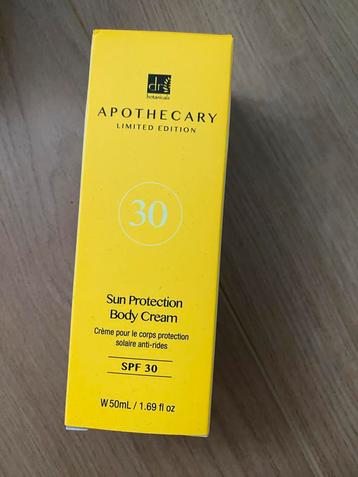 dr
botanicals
APOTHECARY
LIMITED EDITION
30
Sun Protection
Body Cream
Crème pour le corps protection
solaire anti-rides
SPF 30
W 50mL / 1.69 fl oz